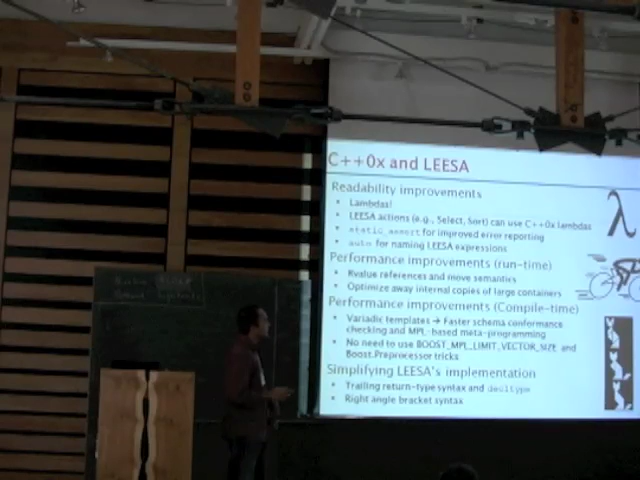 C++0x and LEESA
Readability improvements
• Lambdas!
• LEESA actions (e.g., Select, Sort) can use C++0x lambdas
• static_assert for improved error reporting
• auto for naming LEESA expressions
Performance improvements (run-time)
• Rvalue references and move semantics
• Optimize away internal copies of large containers
Performance improvements (Compile-time)
• Variadic templates → Faster schema conformance
checking and MPL-based meta-programming
• No need to use BOOST_MPL_LIMIT_VECTOR_SIZE and
Boost.Preprocessor tricks
Simplifying LEESA's implementation
• Trailing return-type syntax and decltype
• Right angle bracket syntax
λ